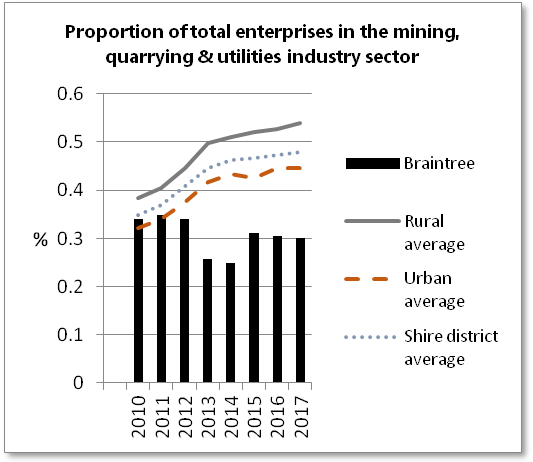 Proportion of total enterprises in the mining,
quarrying & utilities industry sector
0.6
0.5
0.4
0.3
0.2
0.1
0
%
2010
2011
2012
2013
2014
2015
2016
2017
Braintree
Rural
average
Urban
average
Shire district
average